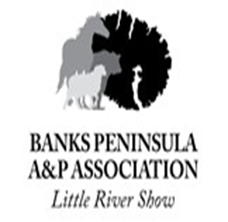 BANKS PENINSULA
A&P ASSOCIATION
Little River Show